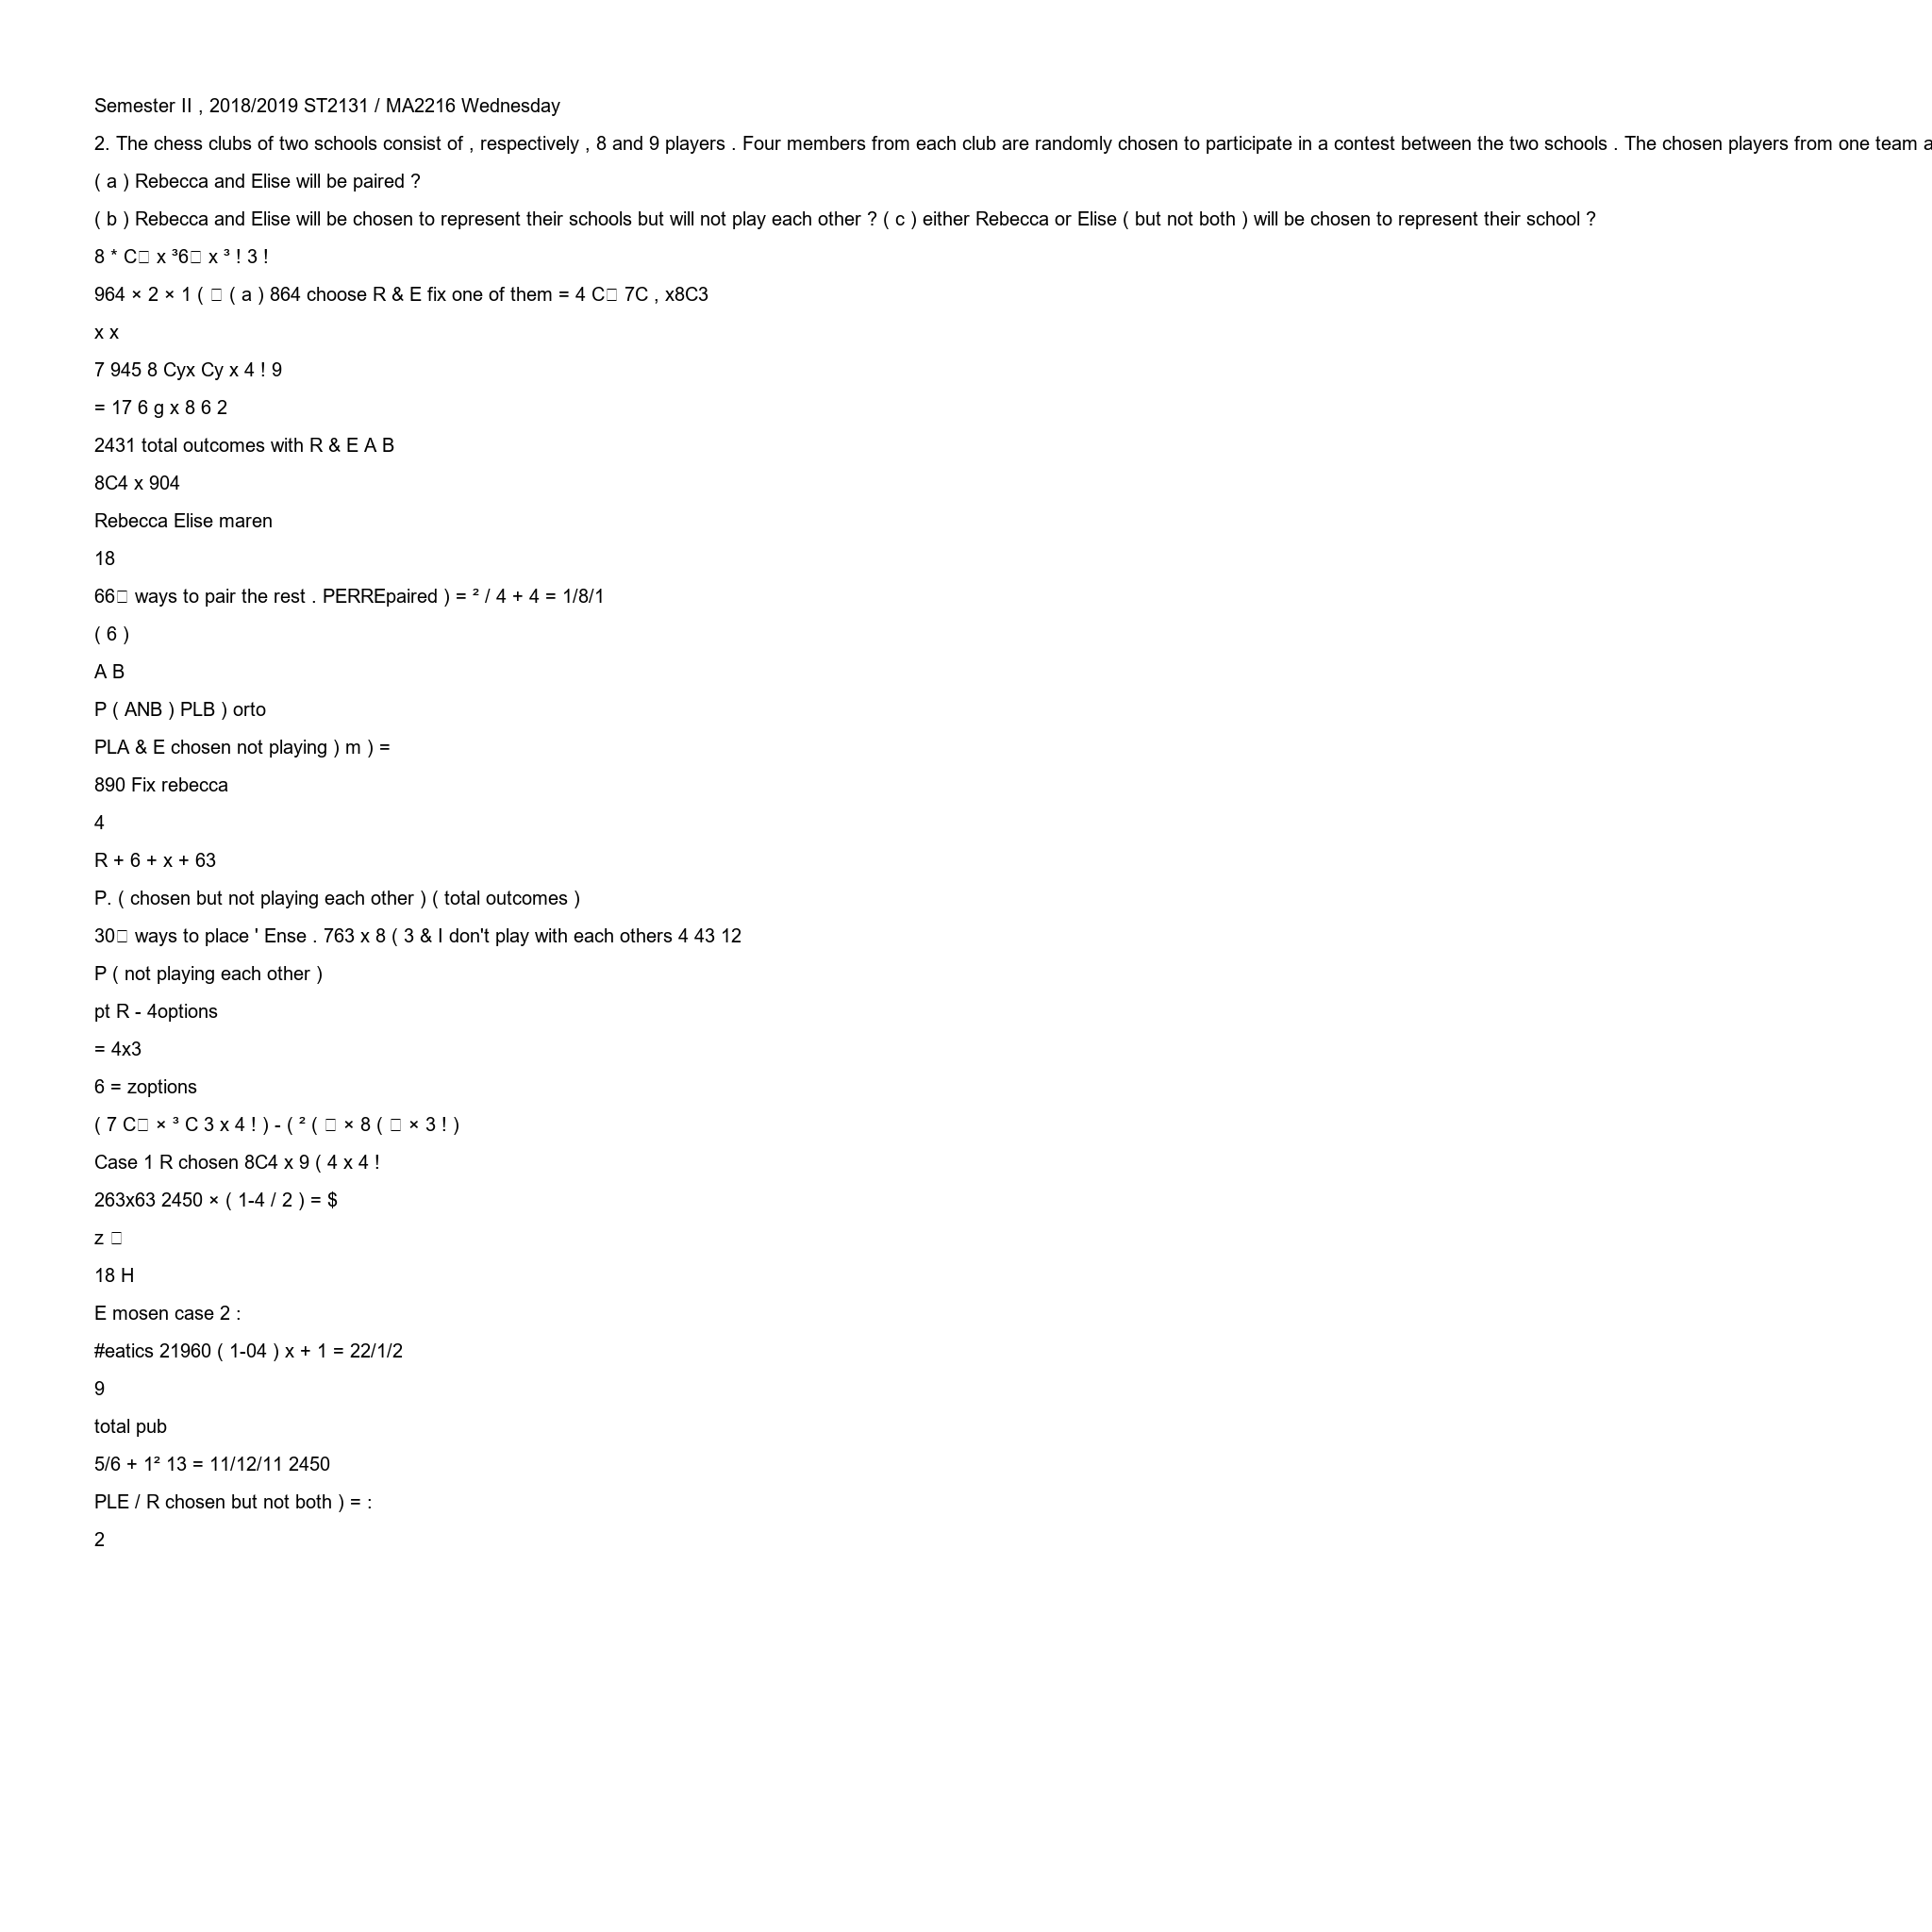 Semester II , 2018/2019 ST2131 / MA2216 Wednesday
2. The chess clubs of two schools consist of , respectively , 8 and 9 players . Four members from each club are randomly chosen to participate in a contest between the two schools . The chosen players from one team a
( a ) Rebecca and Elise will be paired ?
( b ) Rebecca and Elise will be chosen to represent their schools but will not play each other ? ( c ) either Rebecca or Elise ( but not both ) will be chosen to represent their school ?
8 * C□ x ³6□ x ³ ! 3 !
964 × 2 × 1 ( □ ( a ) 864 choose R & E fix one of them = 4 C□ 7C , x8C3
x x
7 945 8 Cyx Cy x 4 ! 9
= 17 6 g x 8 6 2
2431 total outcomes with R & E A B
8C4 x 904
Rebecca Elise maren
18
66□ ways to pair the rest . PERREpaired ) = ² / 4 + 4 = 1/8/1
( 6 )
A B
P ( ANB ) PLB ) orto
PLA & E chosen not playing ) m ) =
890 Fix rebecca
4
R + 6 + x + 63
P. ( chosen but not playing each other ) ( total outcomes )
30□ ways to place ' Ense . 763 x 8 ( 3 & I don't play with each others 4 43 12
P ( not playing each other )
pt R - 4options
= 4x3
6 = zoptions
( 7 C□ × ³ C 3 x 4 ! ) - ( ² ( □ × 8 ( □ × 3 ! )
Case 1 R chosen 8C4 x 9 ( 4 x 4 !
263x63 2450 × ( 1-4 / 2 ) = $
z □
18 H
E mosen case 2 :
#eatics 21960 ( 1-04 ) x + 1 = 22/1/2
9
total pub
5/6 + 1² 13 = 11/12/11 2450
PLE / R chosen but not both ) = :
2